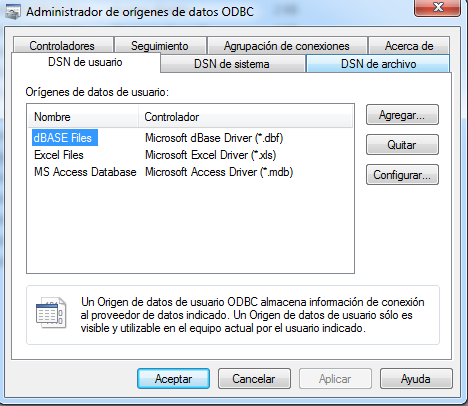 Administrador de orígenes de datos ODBC
Controladores Seguimiento Agrupación de conexiones Acerca de
DSN de usuario DSN de sistema DSN de archivo
Orígenes de datos de usuario:
Nombre Controlador
dBASE Files Microsoft dBase Driver (*.dbf)
Excel Files Microsoft Excel Driver (*.xls)
MS Access Database Microsoft Access Driver (*.mdb)
Agregar...
Quitar
Configurar...
Un Origen de datos de usuario ODBC almacena información de conexión
al proveedor de datos indicado. Un Origen de datos de usuario sólo es
visible y utilizable en el equipo actual por el usuario indicado.
Aceptar Cancelar Aplicar Ayuda